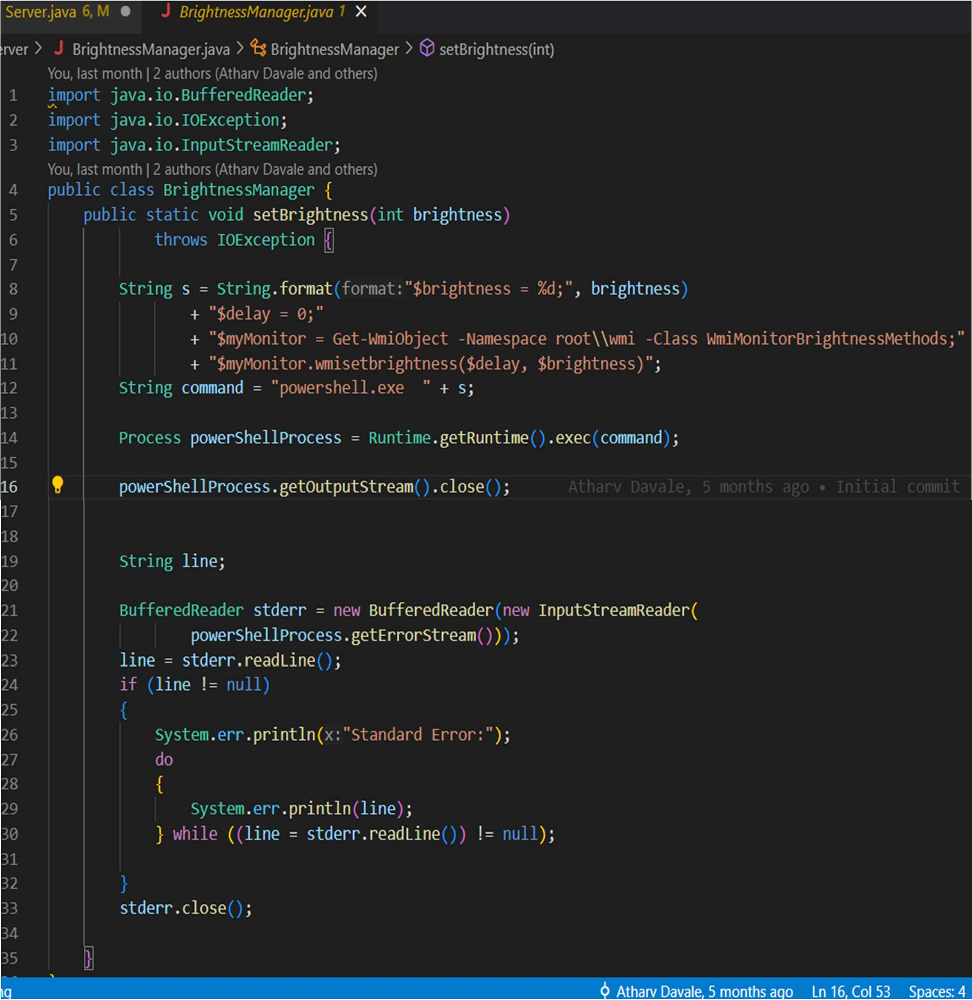 Server.java 6, M ● J BrightnessManager.java 1 ×
rver > J BrightnessManager.java > BrightnessManager > setBrightness(int)
You, last month | 2 authors (Atharv Davale and others)
1 import java.io.BufferedReader;
2 import java.io.IOException;
3 import java.io.InputStreamReader;
You, last month | 2 authors (Atharv Davale and others)
4 public class BrightnessManager {
5 public static void setBrightness(int brightness)
6 throws IOException {
7
8 String s = String.format(format:"$brightness = %d;", brightness)
9 + "$delay = 0;"
10 + "$myMonitor = Get-WmiObject -Namespace root\\wmi -Class WmiMonitorBrightnessMethods;"
11 + "$myMonitor.wmisetbrightness($delay, $brightness)";
12 String command = "powershell.exe  " + s;
13
14 Process powerShellProcess = Runtime.getRuntime().exec(command);
15
16 powerShellProcess.getOutputStream().close(); Atharv Davale, 5 months ago • Initial commit
17
18
19 String line;
20
21 BufferedReader stderr = new BufferedReader(new InputStreamReader(
22 powerShellProcess.getErrorStream()));
23 line = stderr.readLine();
24 if (line != null)
25 {
26 System.err.println(x:"Standard Error:");
27 do
28 {
29 System.err.println(line);
30 } while ((line = stderr.readLine()) != null);
31
32 }
33 stderr.close();
34
35 }
ng Atharv Davale, 5 months ago Ln 16, Col 53 Spaces: 4